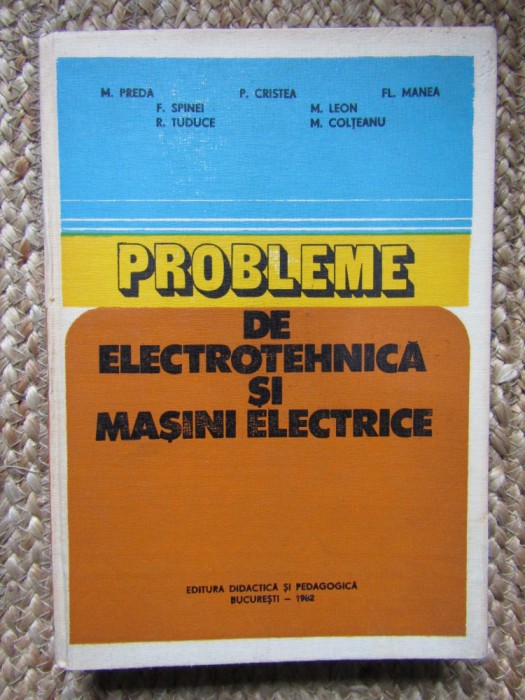 M. PREDA P. CRISTEA FL. MANEA
F. SPINEI M. LEON
R. TUDUCE M. COLȚEANU
PROBLEME
DE
ELECTROTEHNICĂ
ȘI
MAȘINI ELECTRICE
EDITURA DIDACTICĂ ȘI PEDAGOGICĂ
BUCUREȘTI – 1982